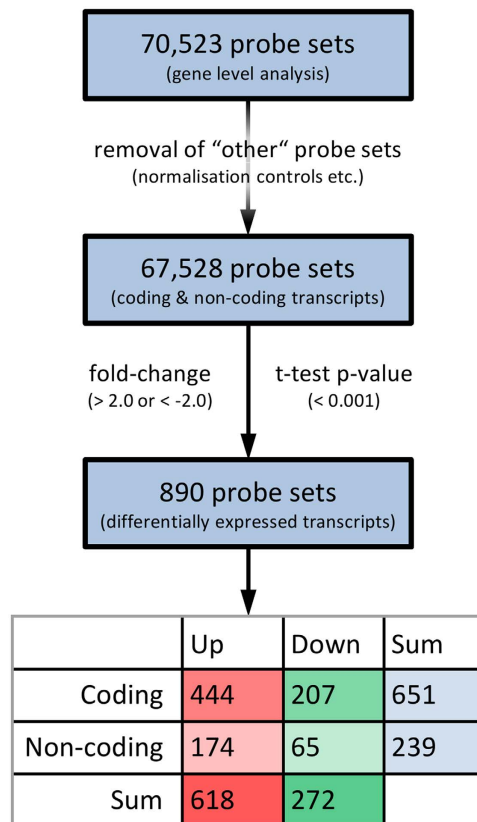 70,523 probe sets
(gene level analysis)
removal of “other“ probe sets
(normalisation controls etc.)
67,528 probe sets
(coding & non-coding transcripts)
fold-change t-test p-value
(> 2.0 or < -2.0) (< 0.001)
890 probe sets
(differentially expressed transcripts)
Up Down Sum
Coding 444 207 651
Non-coding 174 65 239
Sum 618 272